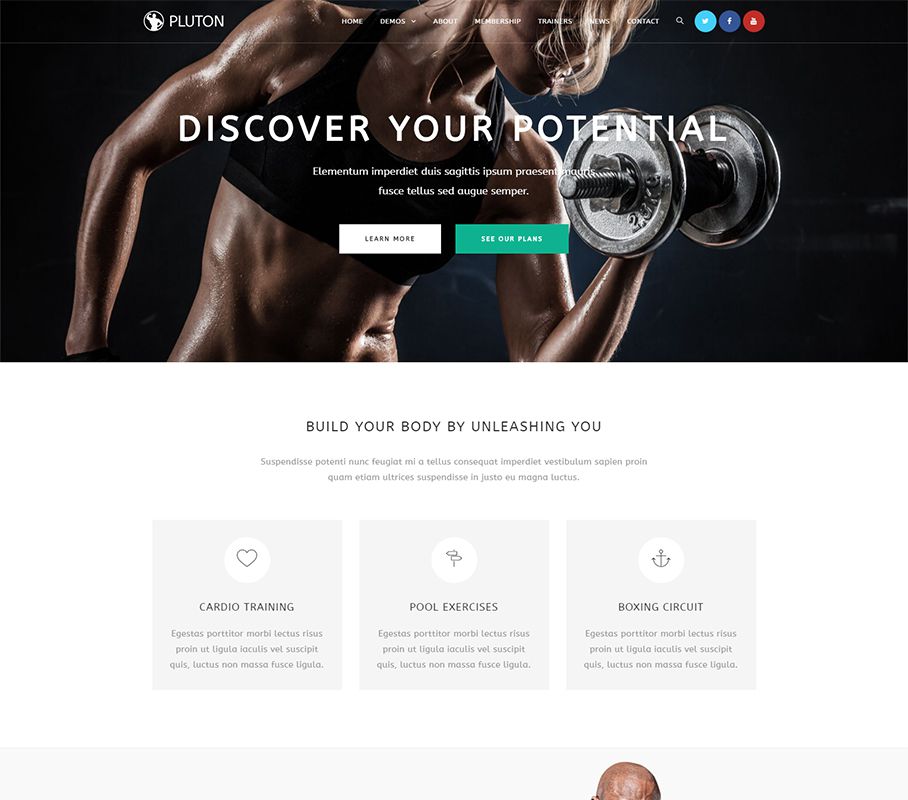 PLUTON
HOME DEMOS ABOUT MEMBERSHIP TRAINERS NEWS CONTACT
DISCOVER YOUR POTENTIAL
Elementum imperdiet duis sagittis ipsum praesent mauris
fusce tellus sed augue semper.
LEARN MORE SEE OUR PLANS
BUILD YOUR BODY BY UNLEASHING YOU
Suspendisse potenti nunc feugiat mi a tellus consequat imperdiet vestibulum sapien proin
quam etiam ultrices suspendisse in justo eu magna luctus.
CARDIO TRAINING
Egestas porttitor morbi lectus risus
proin ut ligula iaculis vel suscipit
quis, luctus non massa fusce ligula.
POOL EXERCISES
Egestas porttitor morbi lectus risus
proin ut ligula iaculis vel suscipit
quis, luctus non massa fusce ligula.
BOXING CIRCUIT
Egestas porttitor morbi lectus risus
proin ut ligula iaculis vel suscipit
quis, luctus non massa fusce ligula.